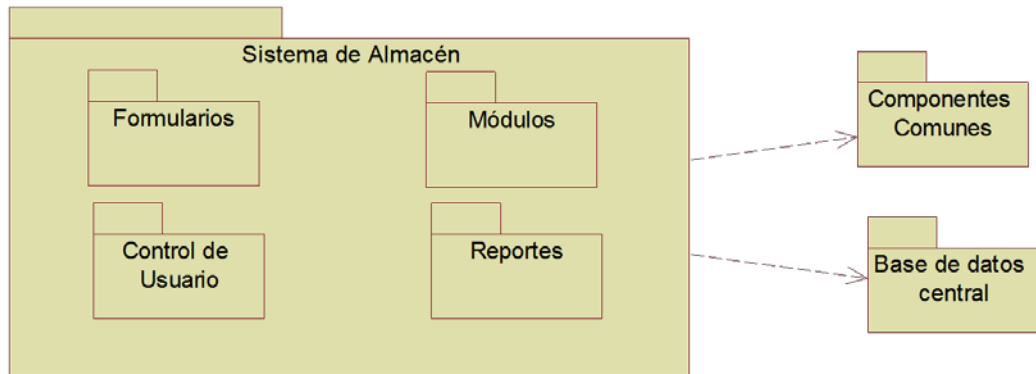 Sistema de Almacén
Formularios
Módulos
Control de
Usuario
Reportes
Componentes
Comunes
Base de datos
central